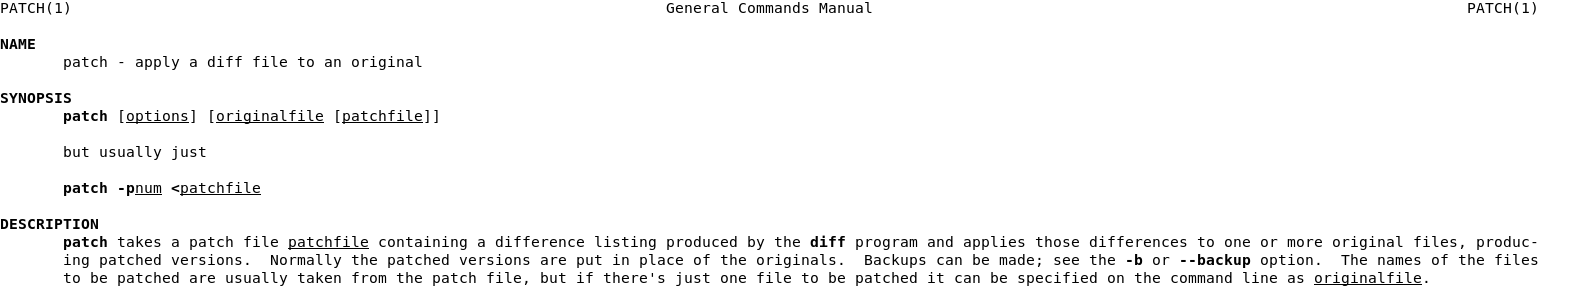 PATCH(1) General Commands Manual PATCH(1)
NAME
patch - apply a diff file to an original
SYNOPSIS
patch [options] [originalfile [patchfile]]
but usually just
patch -pnum <patchfile
DESCRIPTION
patch takes a patch file patchfile containing a difference listing produced by the diff program and applies those differences to one or more original files, produc-
ing patched versions.  Normally the patched versions are put in place of the originals.  Backups can be made; see the -b or --backup option.  The names of the files
to be patched are usually taken from the patch file, but if there's just one file to be patched it can be specified on the command line as originalfile.